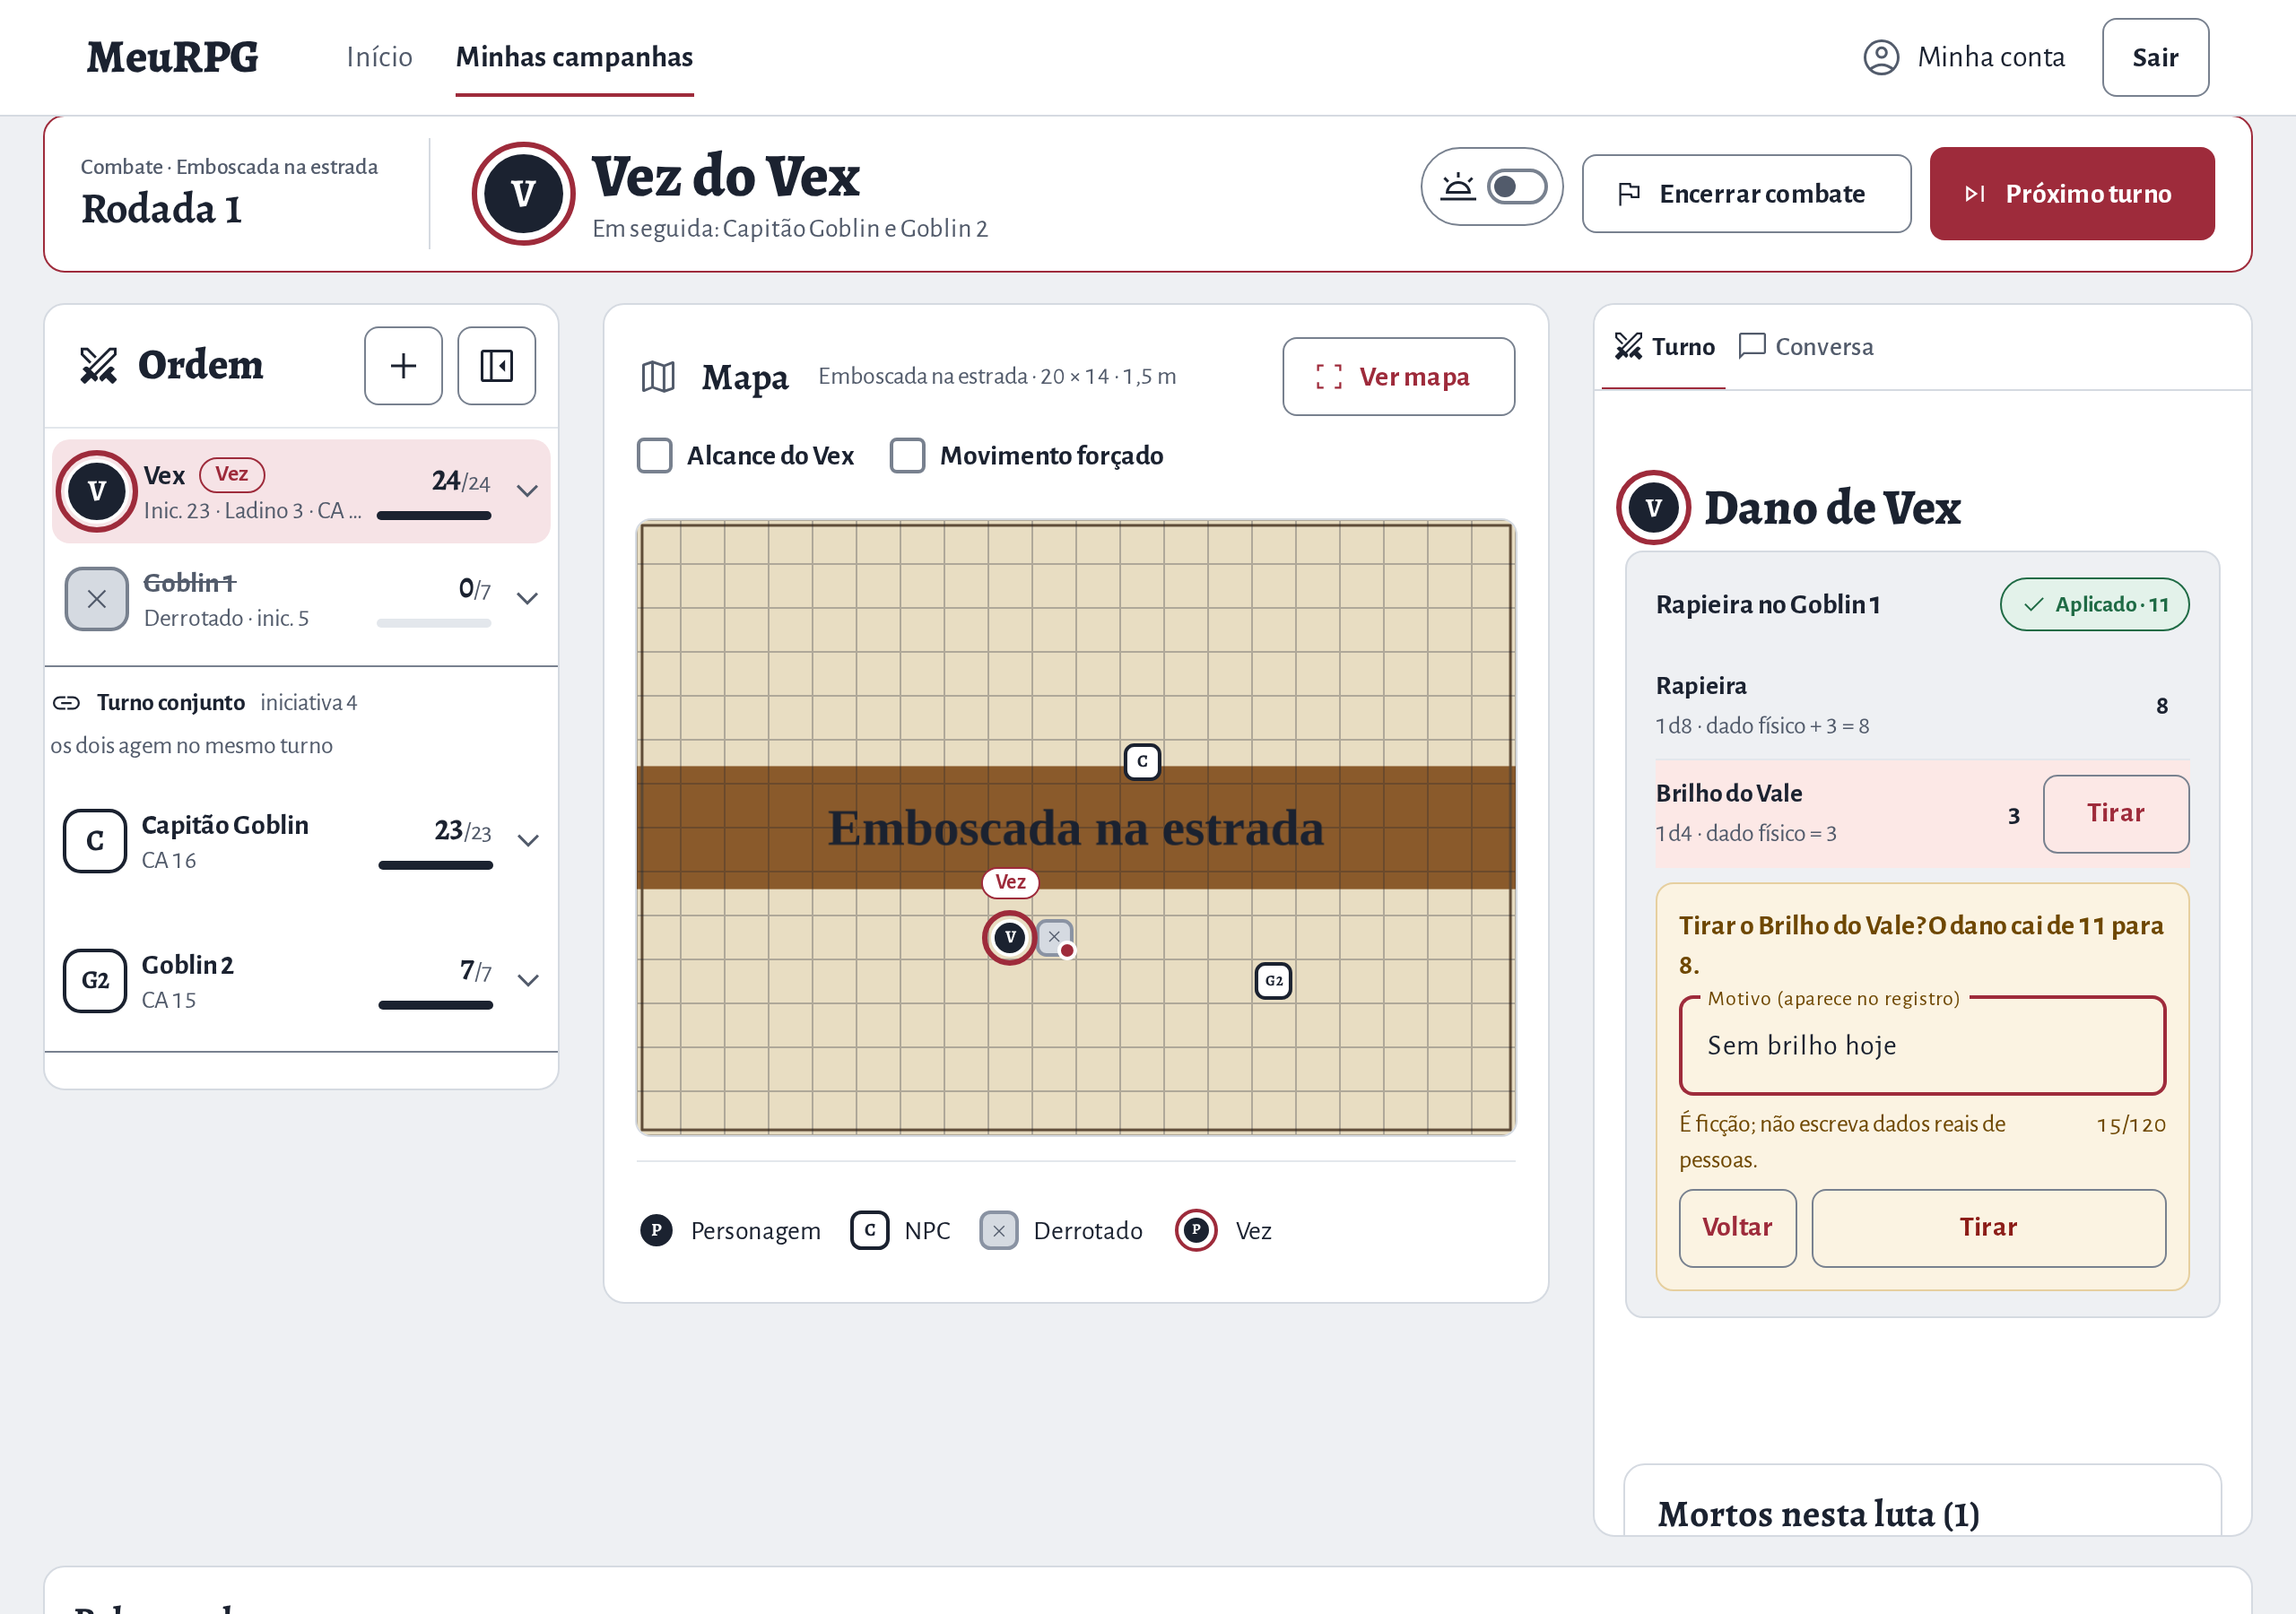 MeuRPG
Início
Minhas campanhas
Minha conta
Sair
Combate · Emboscada na estrada
Rodada 1
V
Vez do Vex
Em seguida: Capitão Goblin e Goblin 2
Encerrar combate
Próximo turno
Ordem
V
Vex
Vez
24/24
Inic. 23 · Ladino 3 · CA ...
Goblin 1
0/7
Derrotado · inic. 5
Turno conjunto
iniciativa 4
os dois agem no mesmo turno
C
Capitão Goblin
23/23
CA 16
G2
Goblin 2
7/7
CA 15
Mapa
Emboscada na estrada · 20 × 14 · 1,5 m
Ver mapa
Alcance do Vex
Movimento forçado
C
Emboscada na estrada
Vez
V
G2
P
Personagem
C
NPC
Derrotado
P
Vez
Turno
Conversa
V
Dano de Vex
Rapieira no Goblin 1
Aplicado · 11
Rapieira
1d8 · dado físico + 3 = 8
8
Brilho do Vale
1d4 · dado físico = 3
3
Tirar
Tirar o Brilho do Vale? O dano cai de 11 para
8.
Motivo (aparece no registro)
Sem brilho hoje
É ficção; não escreva dados reais de
pessoas.
15/120
Voltar
Tirar
Mortos nesta luta (1)